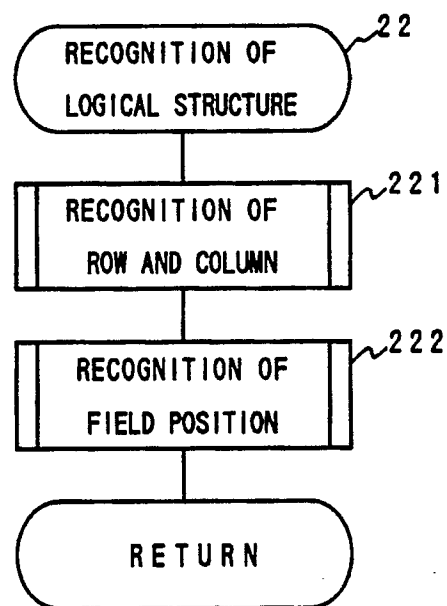 22
RECOGNITION OF
LOGICAL STRUCTURE
221
RECOGNITION OF
ROW AND COLUMN
222
RECOGNITION OF
FIELD POSITION
RETURN